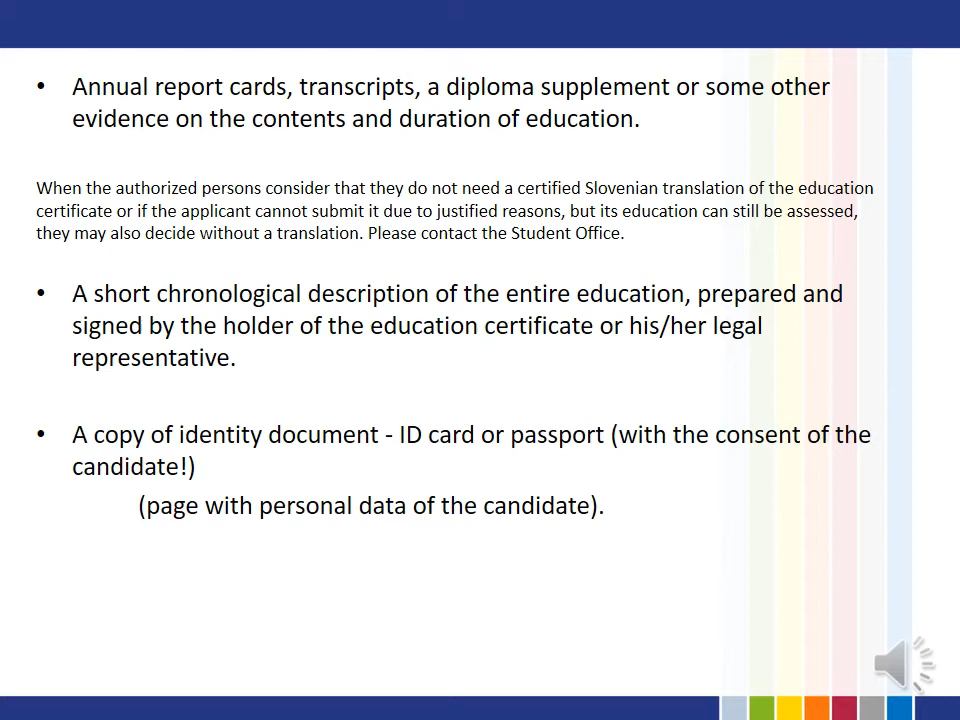 • Annual report cards, transcripts, a diploma supplement or some other
evidence on the contents and duration of education.
When the authorized persons consider that they do not need a certified Slovenian translation of the education
certificate or if the applicant cannot submit it due to justified reasons, but its education can still be assessed,
they may also decide without a translation. Please contact the Student Office.
• A short chronological description of the entire education, prepared and
signed by the holder of the education certificate or his/her legal
representative.
• A copy of identity document - ID card or passport (with the consent of the
candidate!)
(page with personal data of the candidate).